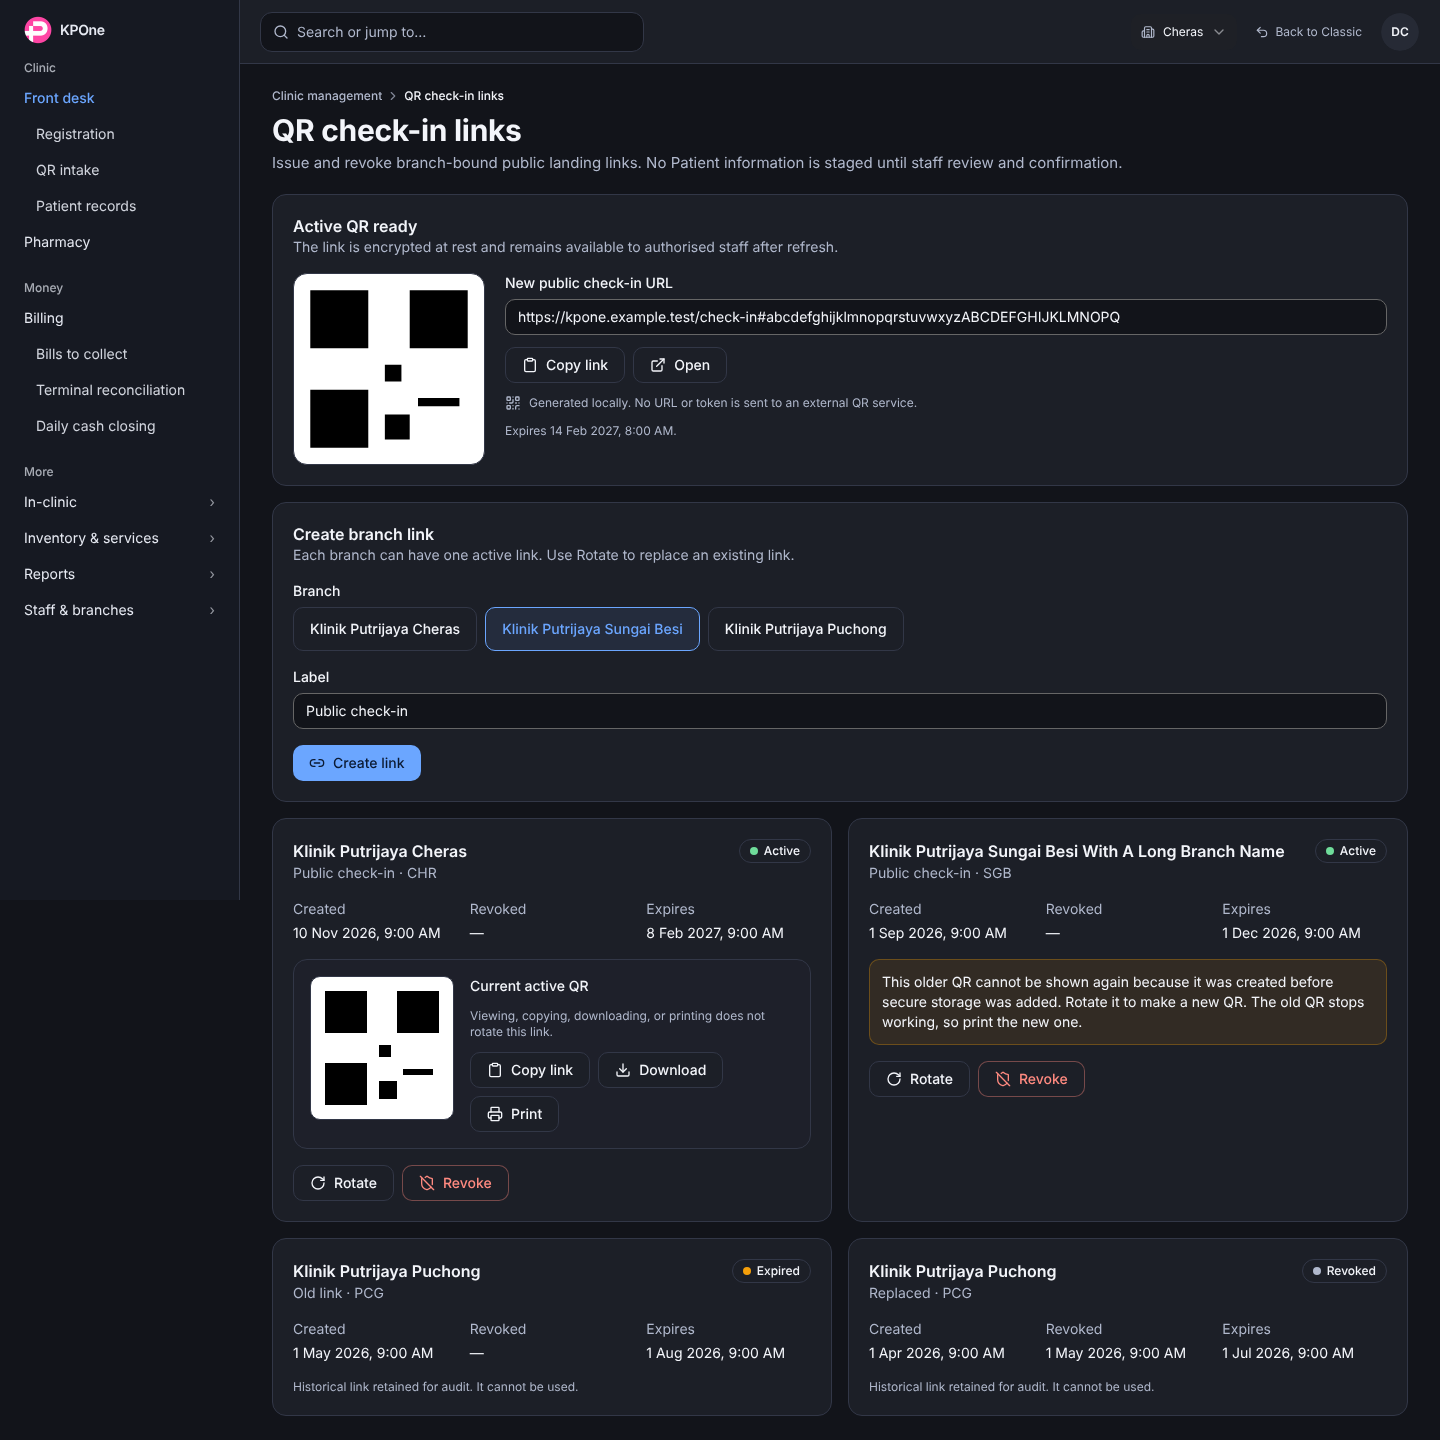 KPOne
Clinic
Front desk
Registration
QR intake
Patient records
Pharmacy
Money
Billing
Bills to collect
Terminal reconciliation
Daily cash closing
More
In-clinic
Inventory & services
Reports
Staff & branches
Search or jump to...
Cheras
Back to Classic
DC
Clinic management > QR check-in links
QR check-in links
Issue and revoke branch-bound public landing links. No Patient information is staged until staff review and confirmation.
Active QR ready
The link is encrypted at rest and remains available to authorised staff after refresh.
New public check-in URL
https://kpone.example.test/check-in#abcdefghijklmnopqrstuvwxyzABCDEFGHIJKLMNOPQ
Copy link
Open
Generated locally. No URL or token is sent to an external QR service.
Expires 14 Feb 2027, 8:00 AM.
Create branch link
Each branch can have one active link. Use Rotate to replace an existing link.
Branch
Klinik Putrijaya Cheras
Klinik Putrijaya Sungai Besi
Klinik Putrijaya Puchong
Label
Public check-in
Create link
Klinik Putrijaya Cheras
Active
Public check-in · CHR
Created
Revoked
Expires
10 Nov 2026, 9:00 AM
—
8 Feb 2027, 9:00 AM
Current active QR
Viewing, copying, downloading, or printing does not
rotate this link.
Copy link
Download
Print
Rotate
Revoke
Klinik Putrijaya Sungai Besi With A Long Branch Name
Active
Public check-in · SGB
Created
Revoked
Expires
1 Sep 2026, 9:00 AM
—
1 Dec 2026, 9:00 AM
This older QR cannot be shown again because it was created before
secure storage was added. Rotate it to make a new QR. The old QR stops
working, so print the new one.
Rotate
Revoke
Klinik Putrijaya Puchong
Expired
Old link · PCG
Created
Revoked
Expires
1 May 2026, 9:00 AM
—
1 Aug 2026, 9:00 AM
Historical link retained for audit. It cannot be used.
Klinik Putrijaya Puchong
Revoked
Replaced · PCG
Created
Revoked
Expires
1 Apr 2026, 9:00 AM
1 May 2026, 9:00 AM
1 Jul 2026, 9:00 AM
Historical link retained for audit. It cannot be used.